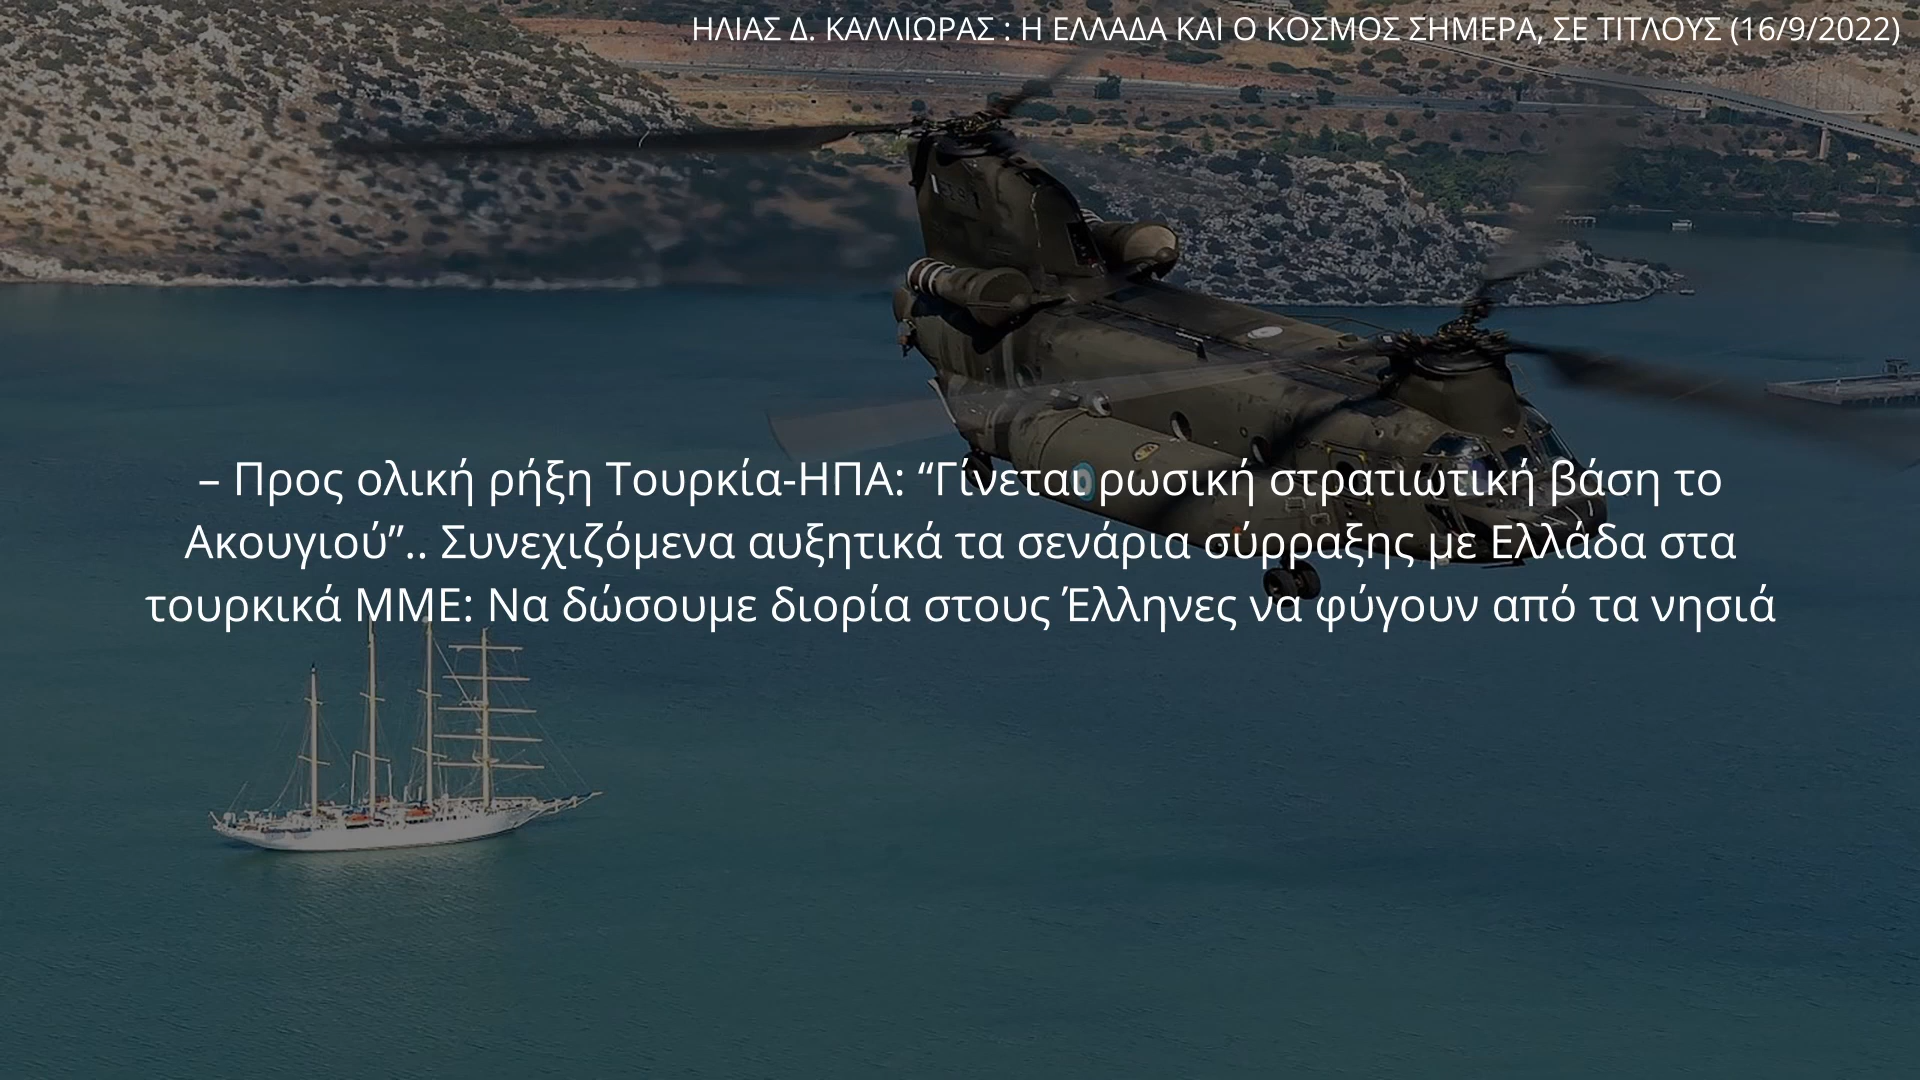 ΗΛΙΑΣ Δ. ΚΑΛΛΙΩΡΑΣ : Η ΕΛΛΑΔΑ ΚΑΙ Ο ΚΟΣΜΟΣ ΣΗΜΕΡΑ, ΣΕ ΤΙΤΛΟΥΣ (16/9/2022)
– Προς ολική ρήξη Τουρκία-ΗΠΑ: “Γίνεται ρωσική στρατιωτική βάση το
Ακουγιού”.. Συνεχιζόμενα αυξητικά τα σενάρια σύρραξης με Ελλάδα στα
τουρκικά ΜΜΕ: Να δώσουμε διορία στους Έλληνες να φύγουν από τα νησιά